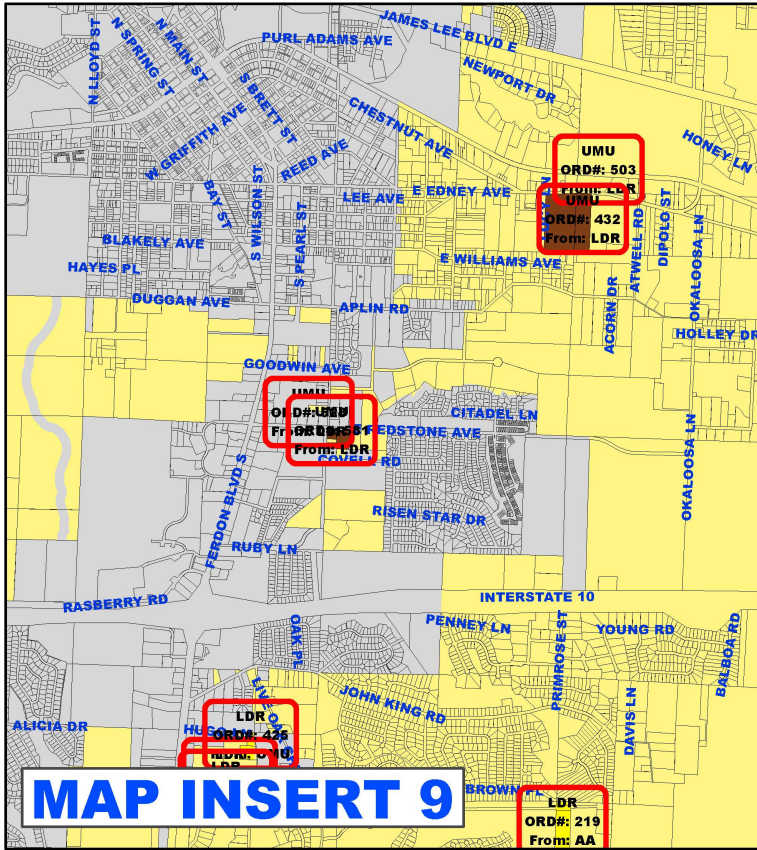 JAMES LEE BLVD E
N LLOYD ST
N SPRING ST
N MAIN ST
PURL ADAMS AVE
NEWPORT DR
S BRETT ST
CHESTNUT AVE
HONEY LN
W GRIFFITH AVE
REED AVE
UMU
ORD#: 503
From: LDR
BAY ST
S WILSON ST
LEE AVE
E EDNEY AVE
UMU
ORD#: 432
From: LDR
S PEARL ST
ATWELL RD
DIPOLO ST
OKALOOSA LN
BLAKELY AVE
E WILLIAMS AVE
HAYES PL
DUGGAN AVE
APLIN RD
ACORN DR
HOLLEY DR
GOODWIN AVE
UMU
UMU
From: LDR
CITADEL LN
E REDSTONE AVE
COVELL RD
FERDON BLVD S
OKALOOSA LN
RISEN STAR DR
RUBY LN
INTERSTATE 10
RASBERRY RD
OAK PL
PENNEY LN
PRIMROSE ST
YOUNG RD
BALBOA RD
JOHN KING RD
DAVIS LN
ALICIA DR
LDR
ORD#: 425
LDR
BROWN PL
LDR
ORD#: 219
From: AA
MAP INSERT 9